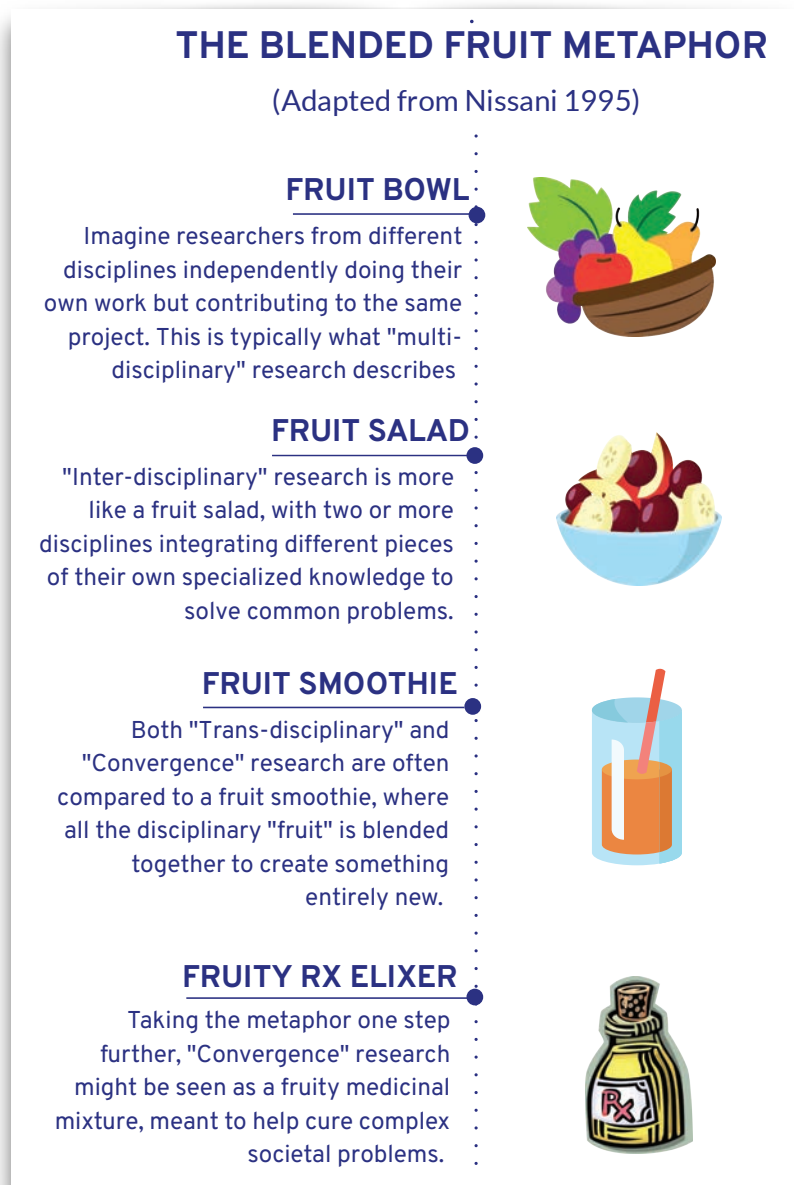 THE BLENDED FRUIT METAPHOR
(Adapted from Nissani 1995)
FRUIT BOWL
Imagine researchers from different
disciplines independently doing their
own work but contributing to the same
project. This is typically what "multi-
disciplinary" research describes
FRUIT SALAD
"Inter-disciplinary" research is more
like a fruit salad, with two or more
disciplines integrating different pieces
of their own specialized knowledge to
solve common problems.
FRUIT SMOOTHIE
Both "Trans-disciplinary" and
"Convergence" research are often
compared to a fruit smoothie, where
all the disciplinary "fruit" is blended
together to create something
entirely new.
FRUITY RX ELIXER
Taking the metaphor one step
further, "Convergence" research
might be seen as a fruity medicinal
mixture, meant to help cure complex
societal problems.
Rx